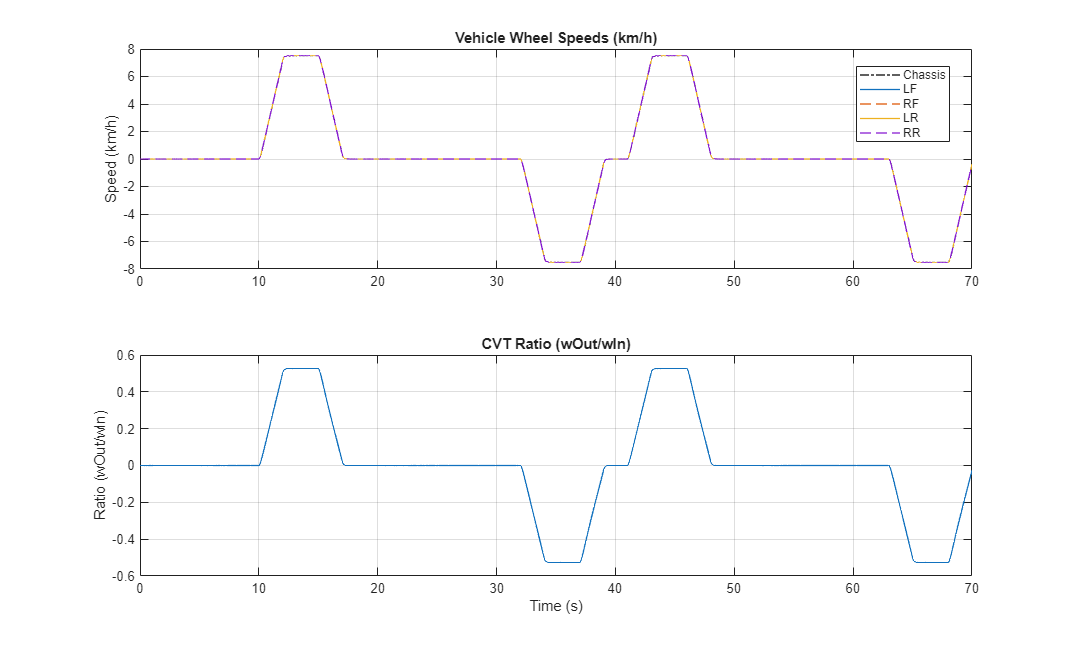 Vehicle Wheel Speeds (km/h)
8
6
4
2
0
-2
-4
-6
-8
Speed (km/h)
Chassis
LF
RF
LR
RR
0 10 20 30 40 50 60 70
CVT Ratio (wOut/wIn)
0.6
0.4
0.2
0
-0.2
-0.4
-0.6
Ratio (wOut/wIn)
0 10 20 30 40 50 60 70
Time (s)